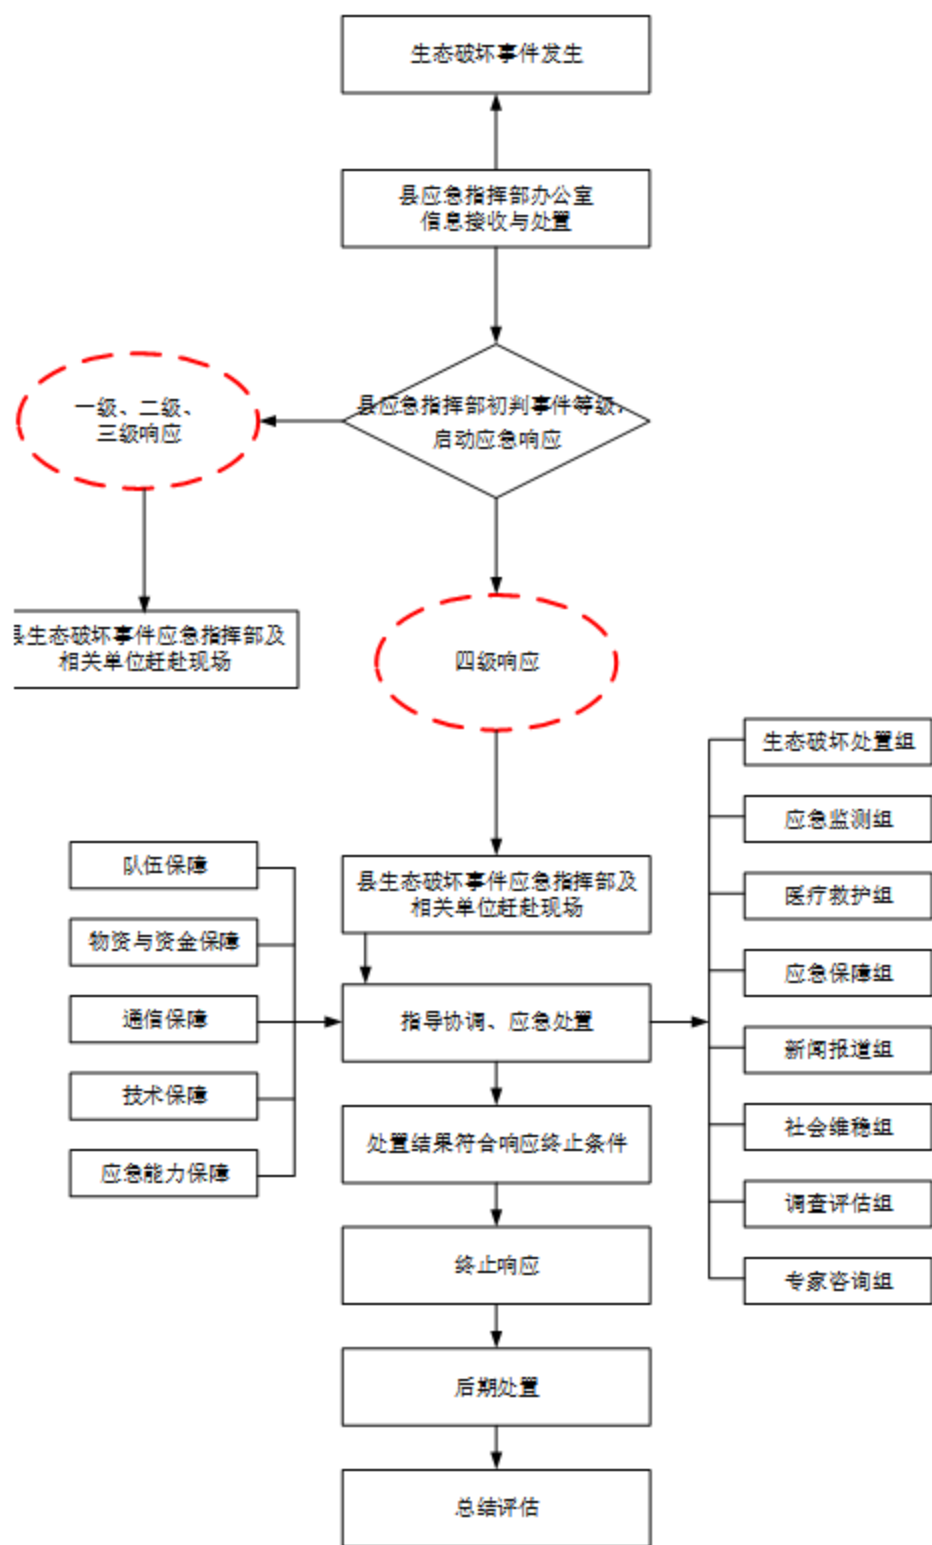 生态破坏事件发生
县应急指挥部办公室
信息接收与处置
县应急指挥部初判事件等级，
启动应急响应
一级、二级、
三级响应
县生态破坏事件应急指挥部及
相关单位赶赴现场
四级响应
县生态破坏事件应急指挥部及
相关单位赶赴现场
队伍保障
物资与资金保障
通信保障
技术保障
应急能力保障
指导协调、应急处置
生态破坏处置组
应急监测组
医疗救护组
应急保障组
新闻报道组
社会维稳组
调查评估组
专家咨询组
处置结果符合响应终止条件
终止响应
后期处置
总结评估